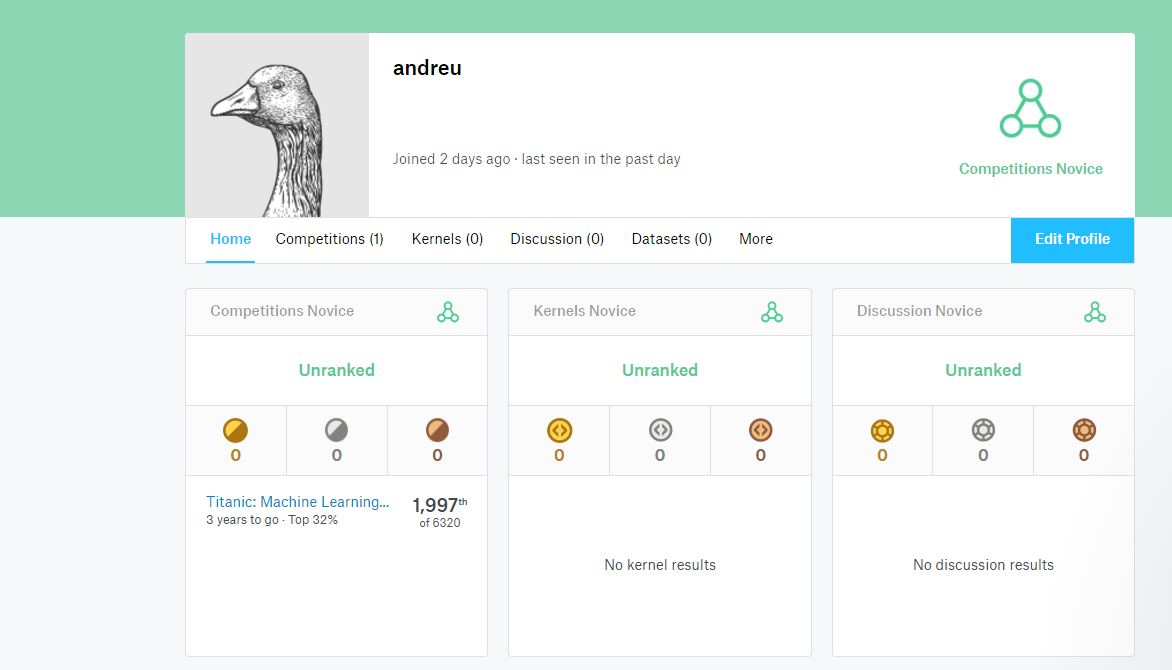 andreu
Joined 2 days ago · last seen in the past day
Competitions Novice
Home Competitions (1) Kernels (0) Discussion (0) Datasets (0) More Edit Profile
Competitions Novice
Unranked
0 0 0
Titanic: Machine Learning...
3 years to go · Top 32%
1,997th
of 6320
Kernels Novice
Unranked
0 0 0
No kernel results
Discussion Novice
Unranked
0 0 0
No discussion results